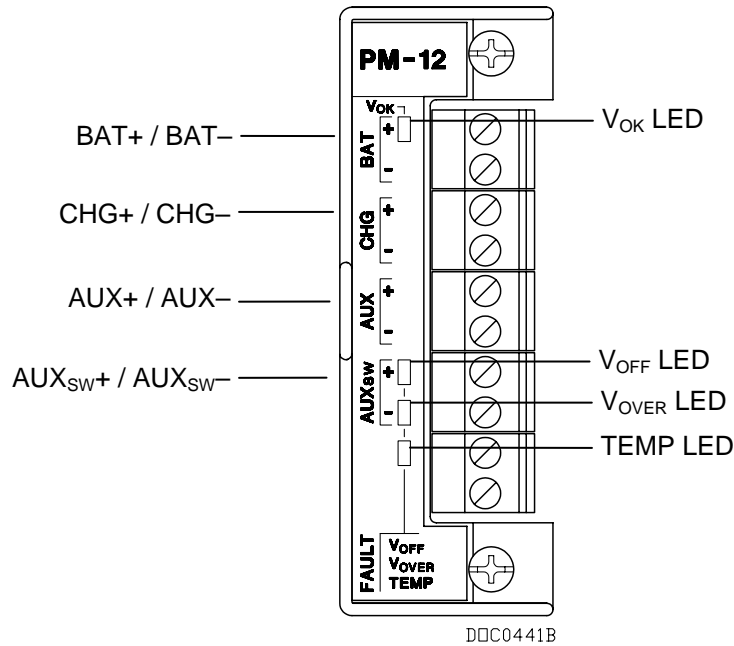 PM-12
VOK
+
BAT
-
+
CHG
-
+
AUX
-
+
AUXSW
-
FAULT
VOFF
VOVER
TEMP
BAT+ / BAT–
CHG+ / CHG–
AUX+ / AUX–
AUXSW+ / AUXSW–
VOK LED
VOFF LED
VOVER LED
TEMP LED
DOC0441B